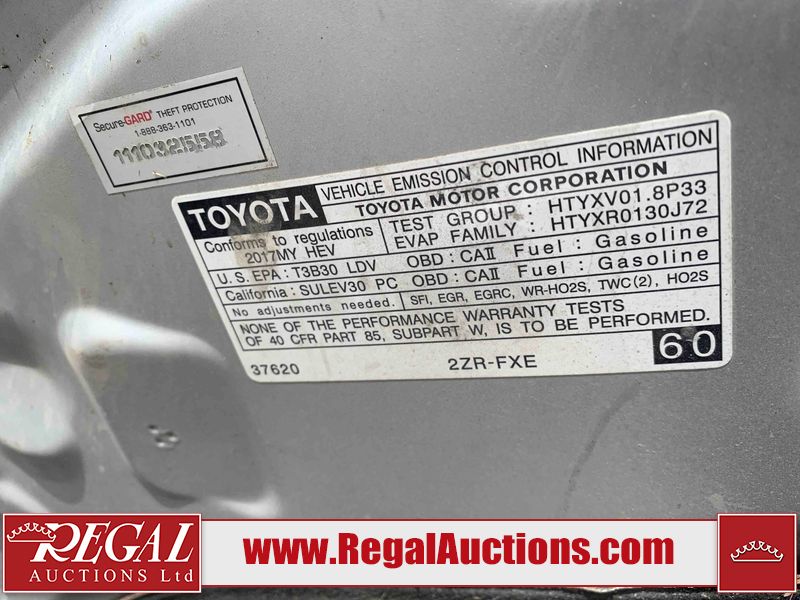 Secure-GARD® THEFT PROTECTION
1-888-363-1101
111032558
TOYOTA
VEHICLE EMISSION CONTROL INFORMATION
TOYOTA MOTOR CORPORATION
Conforms to regulations
2017MY HEV
TEST GROUP : HTYXV01.8P33
EVAP FAMILY : HTYXR0130J72
U.S. EPA : T3B30 LDV OBD : CAII Fuel : Gasoline
California : SULEV30 PC OBD : CAII Fuel : Gasoline
No adjustments needed. SFI, EGR, EGRC, WR-HO2S, TWC(2), HO2S
NONE OF THE PERFORMANCE WARRANTY TESTS
OF 40 CFR PART 85, SUBPART W, IS TO BE PERFORMED.
37620 2ZR-FXE 60
REGAL
AUCTIONS Ltd
www.RegalAuctions.com